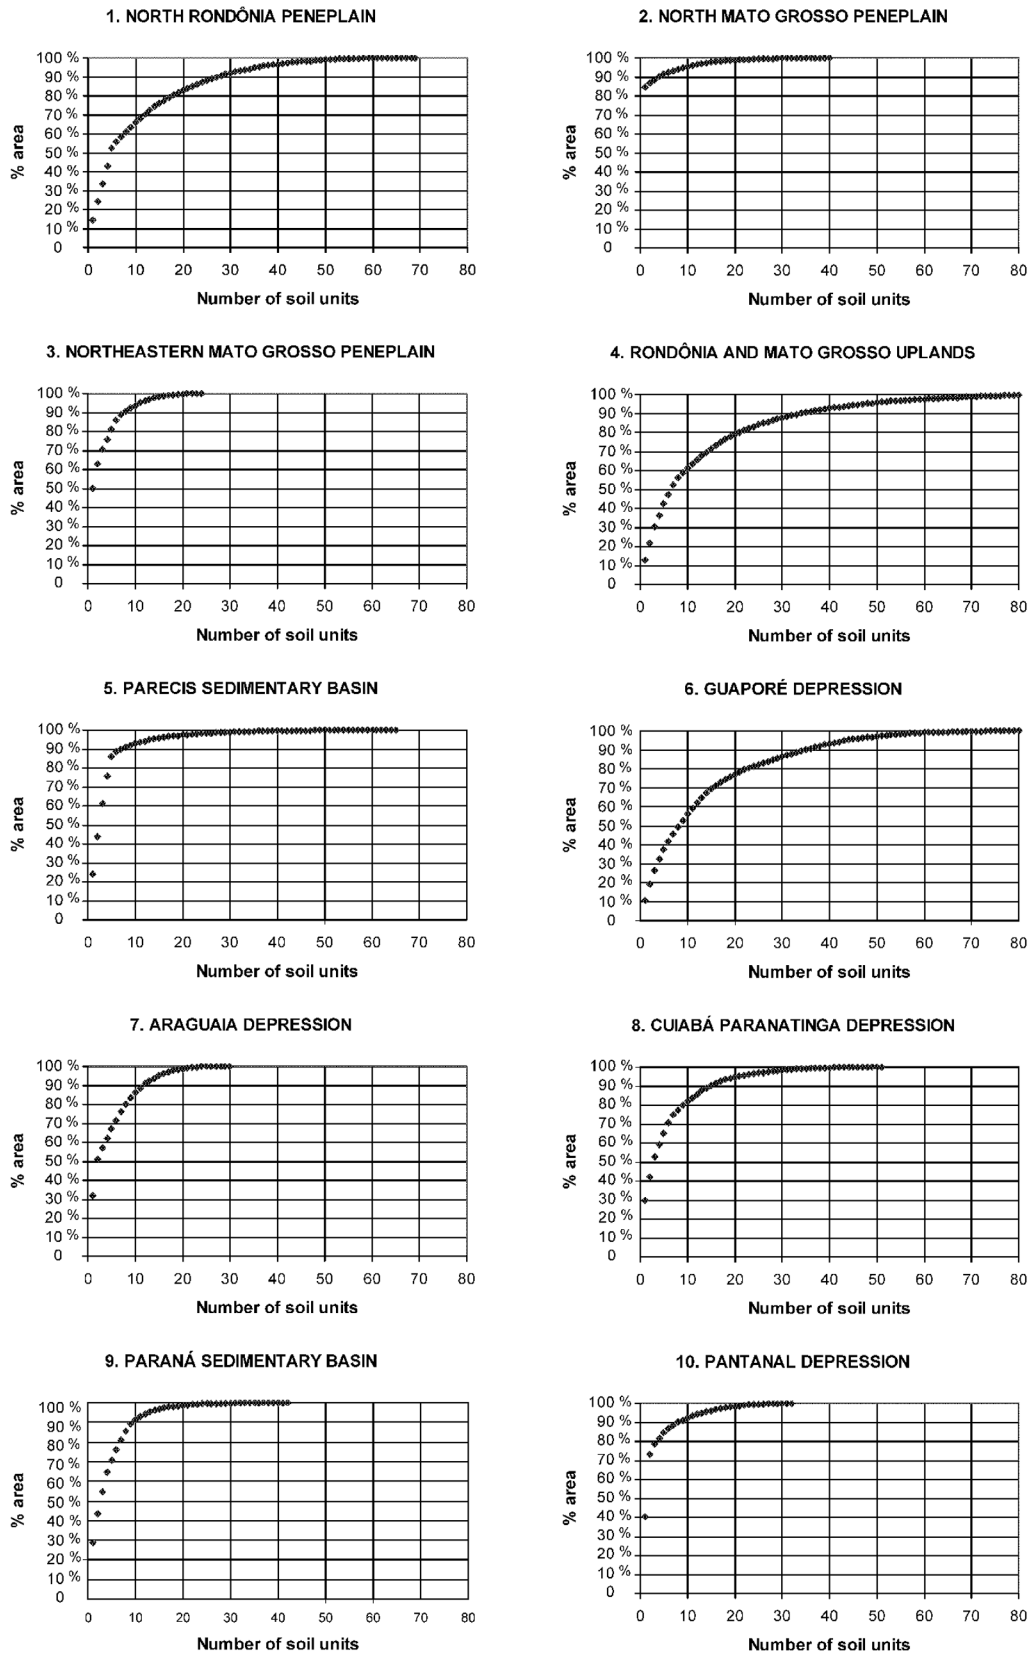 1. NORTH RONDÔNIA PENEPLAIN
100 %
90 %
80 %
70 %
60 %
50 %
40 %
30 %
20 %
10 %
0
% area
0 10 20 30 40 50 60 70 80
Number of soil units
2. NORTH MATO GROSSO PENEPLAIN
100 %
90 %
80 %
70 %
60 %
50 %
40 %
30 %
20 %
10 %
0
% area
0 10 20 30 40 50 60 70 80
Number of soil units
3. NORTHEASTERN MATO GROSSO PENEPLAIN
100 %
90 %
80 %
70 %
60 %
50 %
40 %
30 %
20 %
10 %
0
% area
0 10 20 30 40 50 60 70 80
Number of soil units
4. RONDÔNIA AND MATO GROSSO UPLANDS
100 %
90 %
80 %
70 %
60 %
50 %
40 %
30 %
20 %
10 %
0
% area
0 10 20 30 40 50 60 70 80
Number of soil units
5. PARECIS SEDIMENTARY BASIN
100 %
90 %
80 %
70 %
60 %
50 %
40 %
30 %
20 %
10 %
0
% area
0 10 20 30 40 50 60 70 80
Number of soil units
6. GUAPORÉ DEPRESSION
100 %
90 %
80 %
70 %
60 %
50 %
40 %
30 %
20 %
10 %
0
% area
0 10 20 30 40 50 60 70 80
Number of soil units
7. ARAGUAIA DEPRESSION
100 %
90 %
80 %
70 %
60 %
50 %
40 %
30 %
20 %
10 %
0
% area
0 10 20 30 40 50 60 70 80
Number of soil units
8. CUIABÁ PARANATINGA DEPRESSION
100 %
90 %
80 %
70 %
60 %
50 %
40 %
30 %
20 %
10 %
0
% area
0 10 20 30 40 50 60 70 80
Number of soil units
9. PARANÁ SEDIMENTARY BASIN
100 %
90 %
80 %
70 %
60 %
50 %
40 %
30 %
20 %
10 %
0
% area
0 10 20 30 40 50 60 70 80
Number of soil units
10. PANTANAL DEPRESSION
100 %
90 %
80 %
70 %
60 %
50 %
40 %
30 %
20 %
10 %
0
% area
0 10 20 30 40 50 60 70 80
Number of soil units